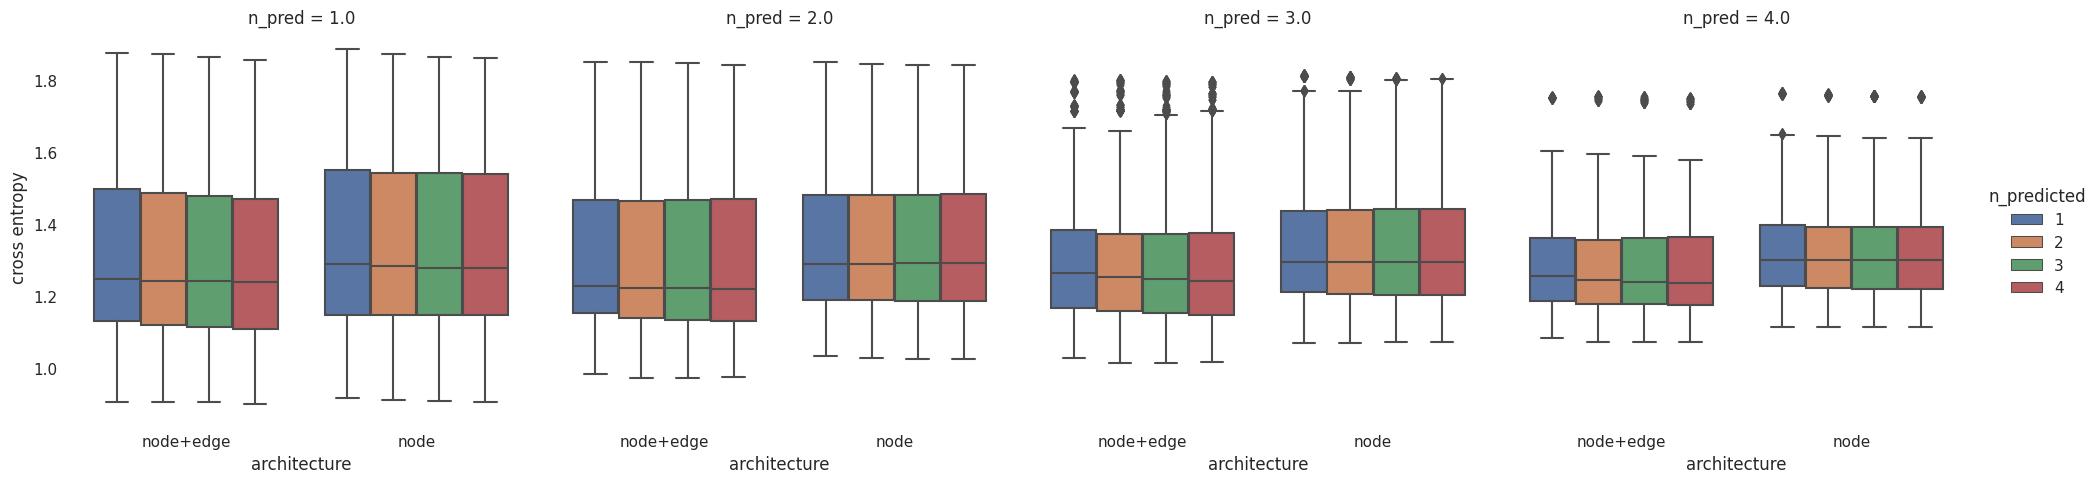 n_pred = 1.0
n_pred = 2.0
n_pred = 3.0
n_pred = 4.0
cross entropy
1.8
1.6
1.4
1.2
1.0
node+edge
node
architecture
node+edge
node
architecture
node+edge
node
architecture
node+edge
node
architecture
n_predicted
1
2
3
4